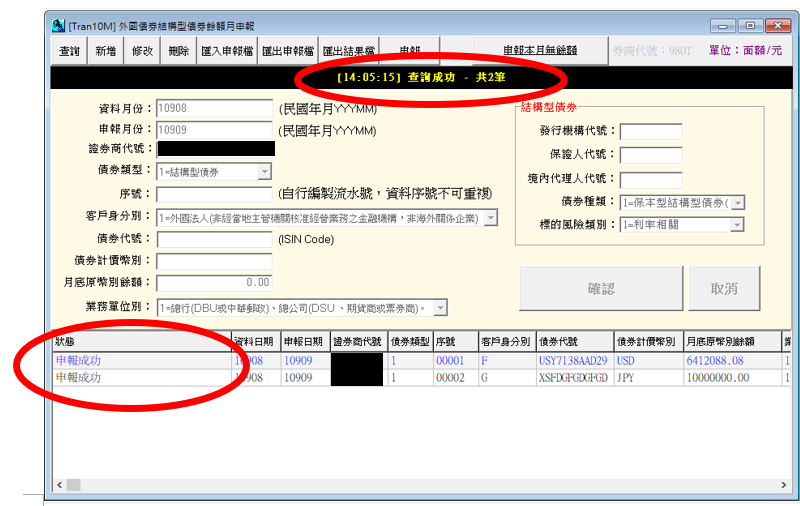 [Tran10M] 外國債券結構型債券餘額月申報
查詢 新增 修改 刪除 匯入申報檔 匯出申報檔 匯出結果檔 申報 申報本月無餘額 券商代號：980T 單位：面額/元
[14:05:15] 查詢成功 - 共2筆
資料月份： 10908 (民國年月YYYMM)
申報月份： 10909 (民國年月YYYMM)
證券商代號：
債券類型： 1=結構型債券
序號： (自行編製流水號，資料序號不可重複)
客戶身分別： 1=外國法人(非經當地主管機關核准經營業務之金融機構，非海外關係企業)
債券代號： (ISIN Code)
債券計價幣別：
月底原幣別餘額： 0.00
業務單位別： 1=總行(DBU或中華郵政)、總公司(DSU、期貨商或票券商)。
結構型債券
發行機構代號：
保證人代號：
境內代理人代號：
債券種類： 1=保本型結構型債券(
標的風險類別： 1=利率相關
確認 取消
狀態 資料日期 申報日期 證券商代號 債券類型 序號 客戶身分別 債券代號 債券計價幣別 月底原幣別餘額
申報成功 10908 10909 1 00001 F USY7138AAD29 USD 6412088.08 1
申報成功 10908 10909 1 00002 G XSFDGFGDGFGD JPY 10000000.00 1